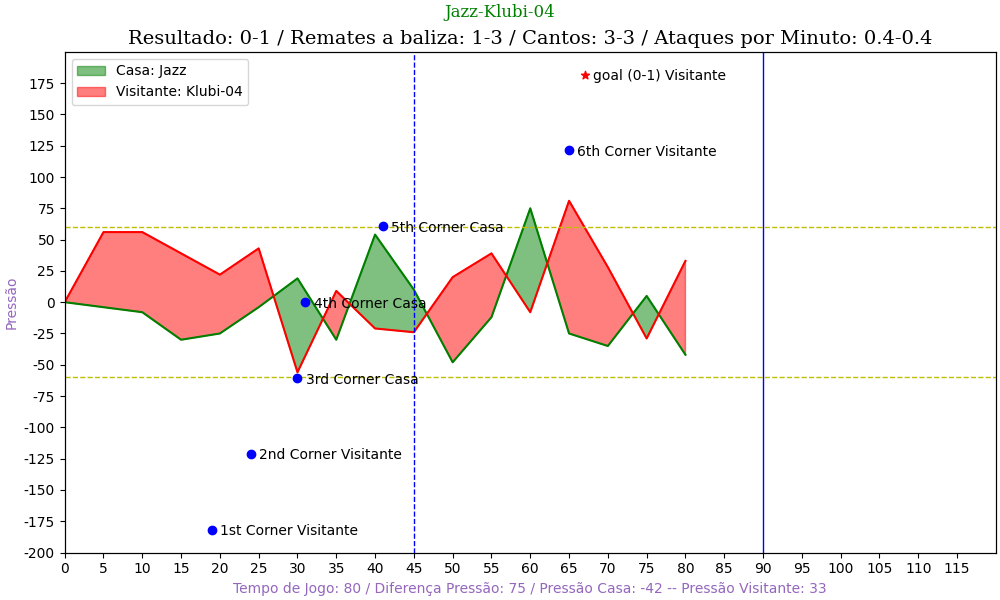 Jazz-Klubi-04
Resultado: 0-1 / Remates a baliza: 1-3 / Cantos: 3-3 / Ataques por Minuto: 0.4-0.4
Casa: Jazz
Visitante: Klubi-04
goal (0-1) Visitante
6th Corner Visitante
5th Corner Casa
4th Corner Casa
3rd Corner Casa
2nd Corner Visitante
1st Corner Visitante
Pressão
175
150
125
100
75
50
25
0
-25
-50
-75
-100
-125
-150
-175
-200
0 5 10 15 20 25 30 35 40 45 50 55 60 65 70 75 80 85 90 95 100 105 110 115
Tempo de Jogo: 80 / Diferença Pressão: 75 / Pressão Casa: -42 -- Pressão Visitante: 33